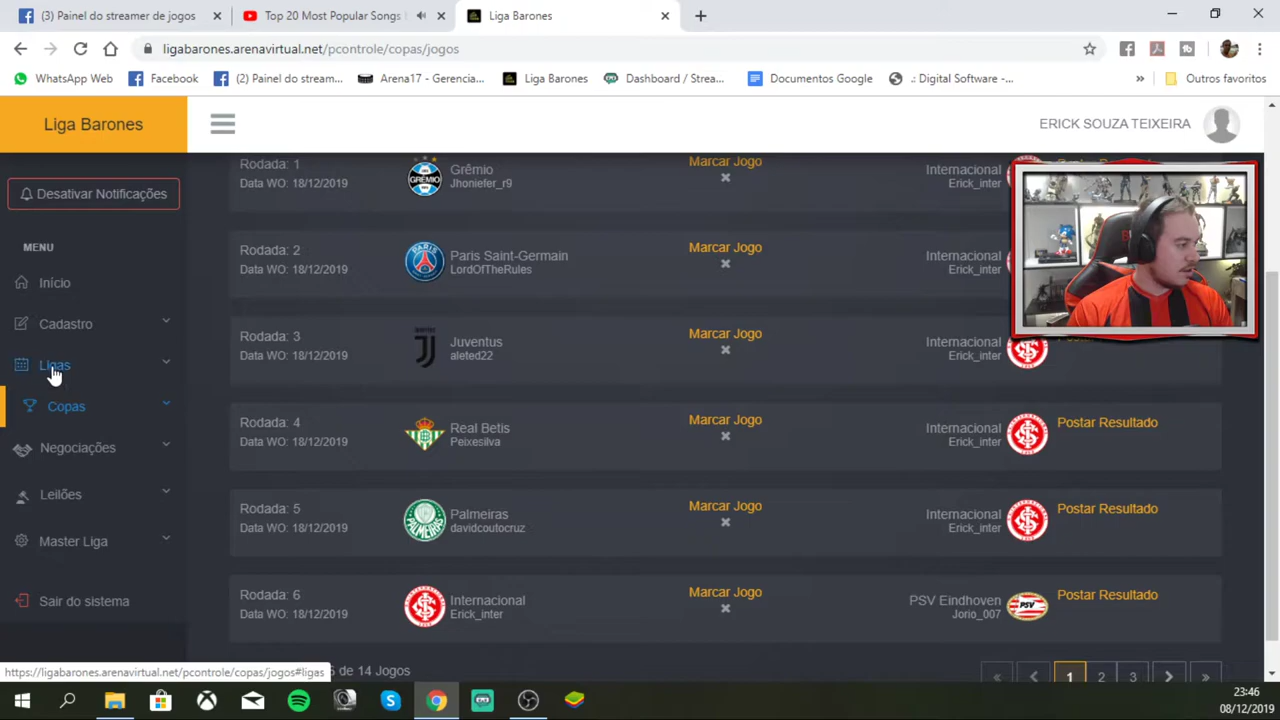 (3) Painel do streamer de jogos
Top 20 Most Popular Songs
Liga Barones
ligabarones.arenavirtual.net/pcontrole/copas/jogos
WhatsApp Web
Facebook
(2) Painel do stream...
Arena17 - Gerencia...
Liga Barones
Dashboard / Strea...
Documentos Google
.: Digital Software -...
»
Outros favoritos
Liga Barones
ERICK SOUZA TEIXEIRA
Desativar Notificações
MENU
Início
Cadastro
Ligas
Copas
Negociações
Leilões
Master Liga
Sair do sistema
Rodada: 1
Data WO: 18/12/2019
Grêmio
Jhoniefer_r9
Marcar Jogo
Internacional
Erick_inter
Rodada: 2
Data WO: 18/12/2019
Paris Saint-Germain
LordOfTheRules
Marcar Jogo
Internacional
Erick_inter
Rodada: 3
Data WO: 18/12/2019
Juventus
aleted22
Marcar Jogo
Internacional
Erick_inter
Rodada: 4
Data WO: 18/12/2019
Real Betis
Peixesilva
Marcar Jogo
Internacional
Erick_inter
Postar Resultado
Rodada: 5
Data WO: 18/12/2019
Palmeiras
davidcoutocruz
Marcar Jogo
Internacional
Erick_inter
Postar Resultado
Rodada: 6
Data WO: 18/12/2019
Internacional
Erick_inter
Marcar Jogo
PSV Eindhoven
Jorio_007
Postar Resultado
de 14 Jogos
« ‹ 1 2 3 › »
https://ligabarones.arenavirtual.net/pcontrole/copas/jogos#ligas
23:46
08/12/2019